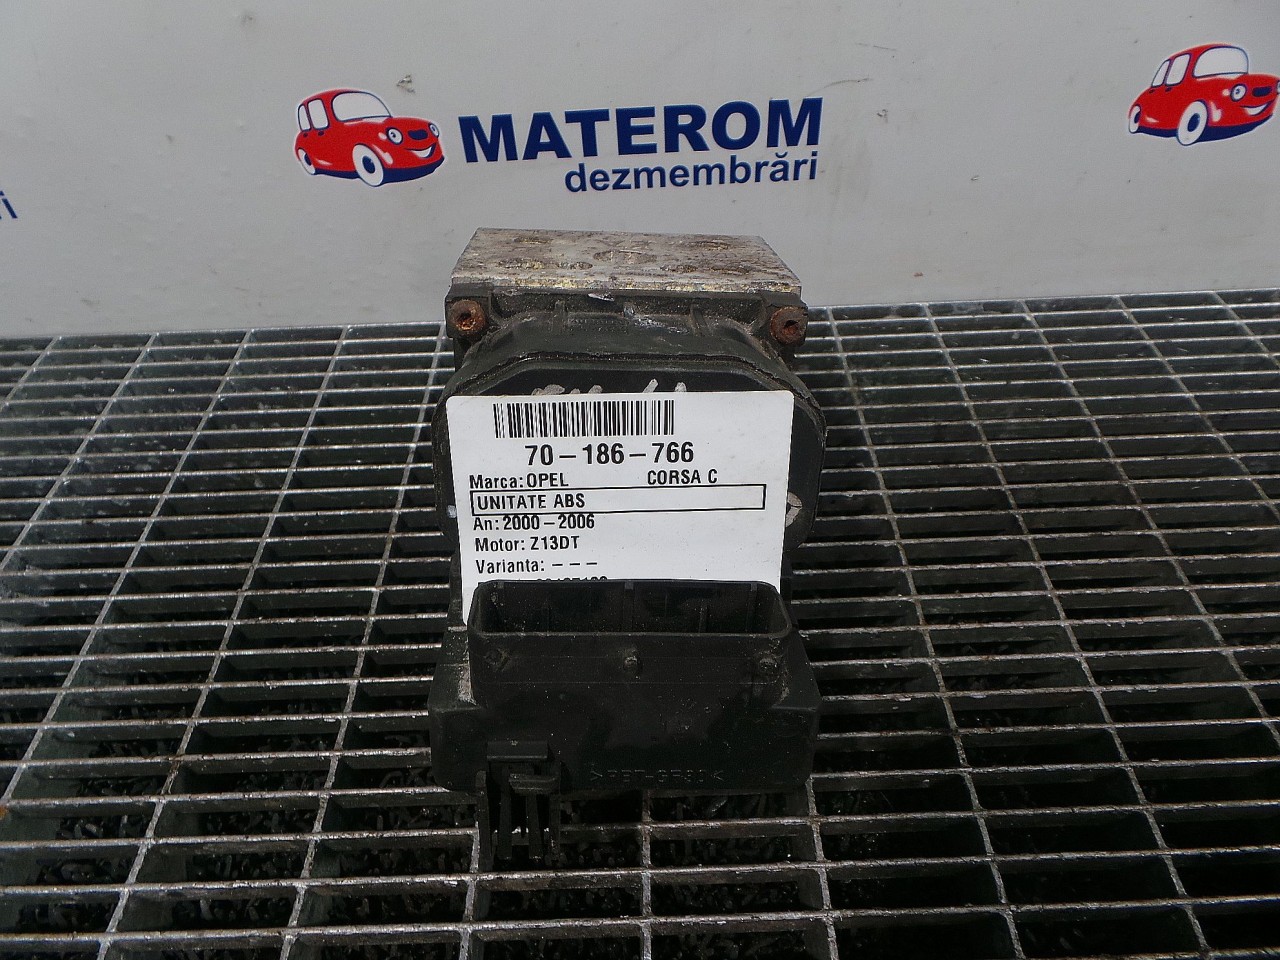 MATEROM
dezmembrări
70-186-766
Marca: OPEL CORSA C
UNITATE ABS
An: 2000-2006
Motor: Z13DT
Varianta: - - -